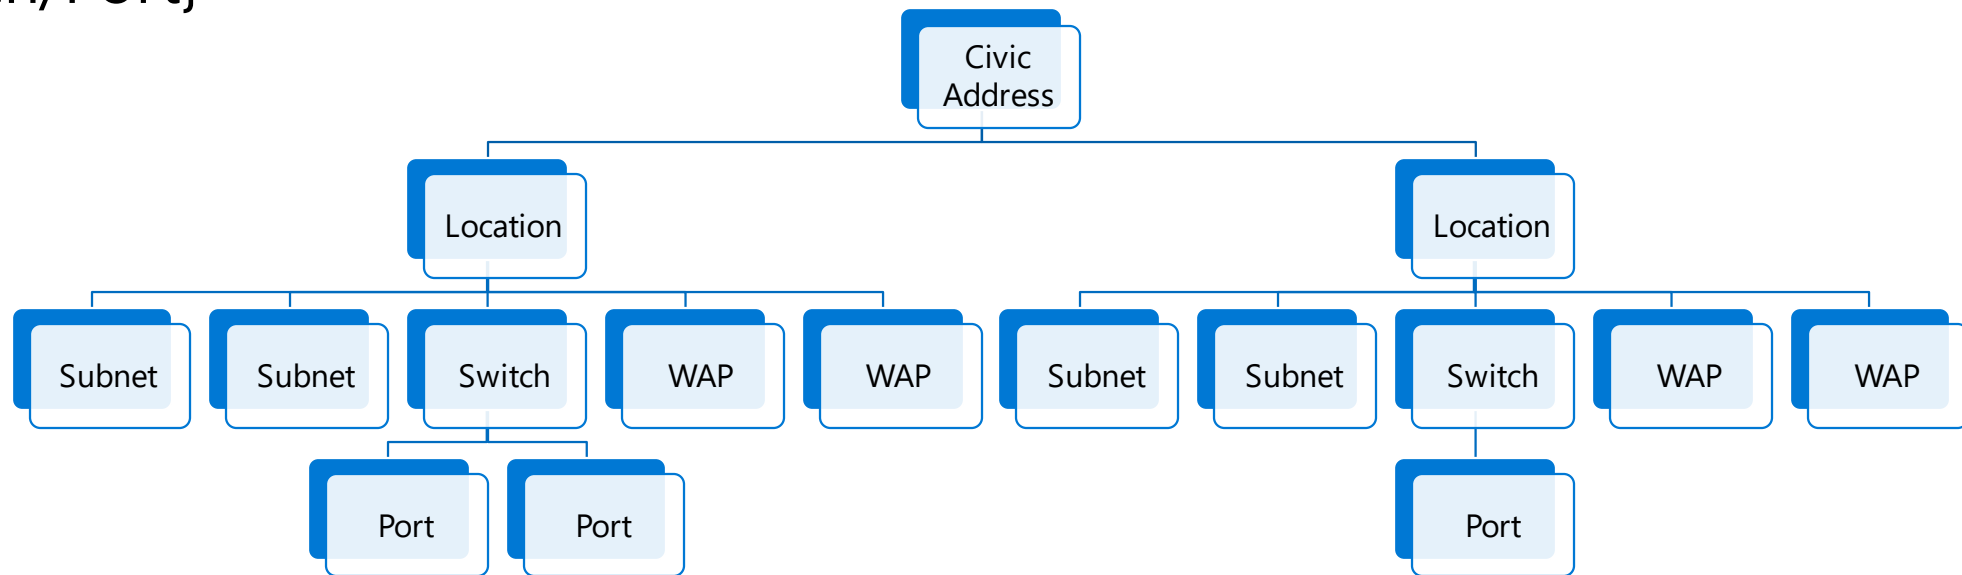 Civic
Address
Location
Location
Subnet
Subnet
Switch
WAP
WAP
Subnet
Subnet
Switch
WAP
WAP
Port
Port
Port